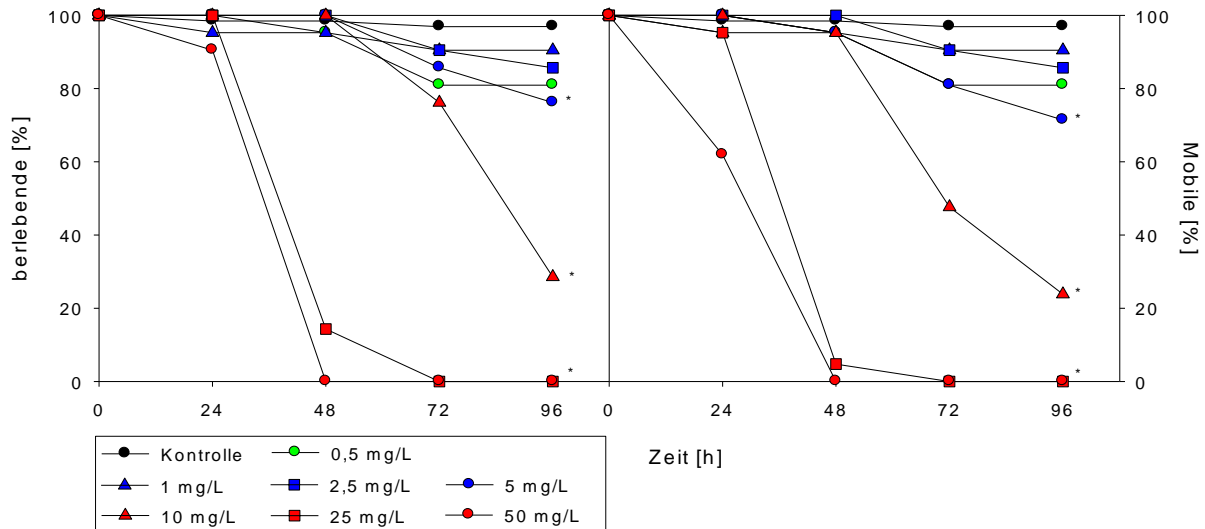 100
80
60
40
20
0
berlebende [%]
*
*
*
0 24 48 72 96
*
*
*
0 24 48 72 96
100
80
60
40
20
0
Mobile [%]
Zeit [h]
Kontrolle 0,5 mg/L
1 mg/L 2,5 mg/L 5 mg/L
10 mg/L 25 mg/L 50 mg/L